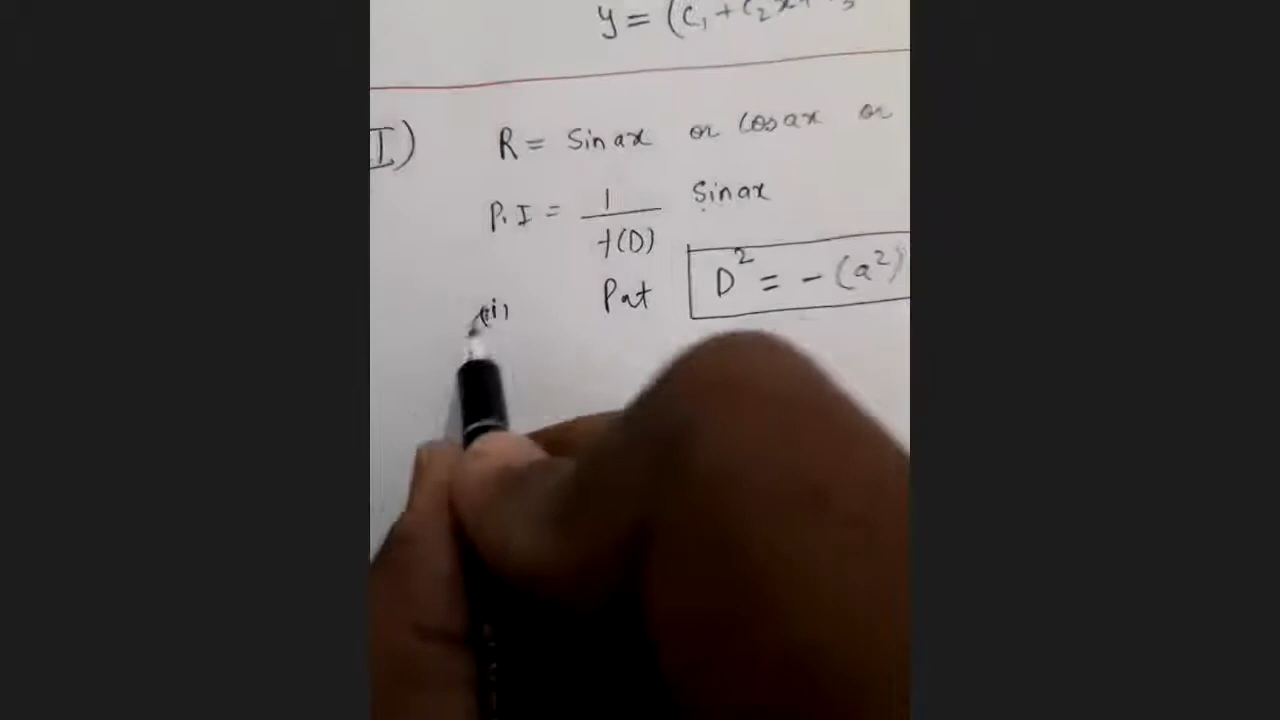 y = (c₁ + c₂x +
I) R = Sin ax or Cos ax or
P.I = 1/f(D) Sin ax
Put D² = -(a²)
(i)